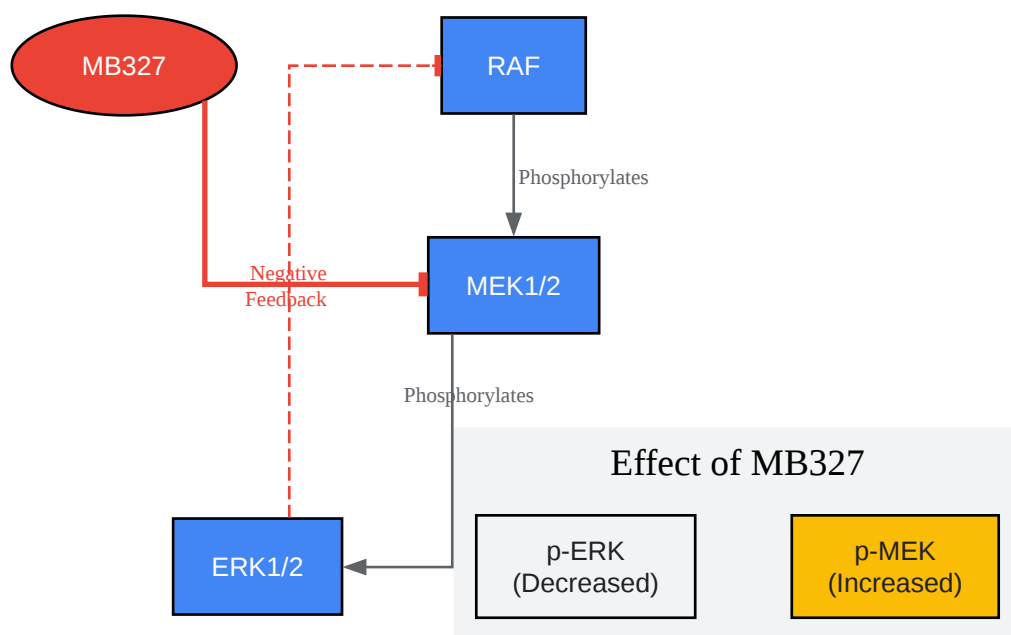 MB327
RAF
Phosphorylates
Negative
Feedback
MEK1/2
Phosphorylates
Effect of MB327
ERK1/2
p-ERK
(Decreased)
p-MEK
(Increased)